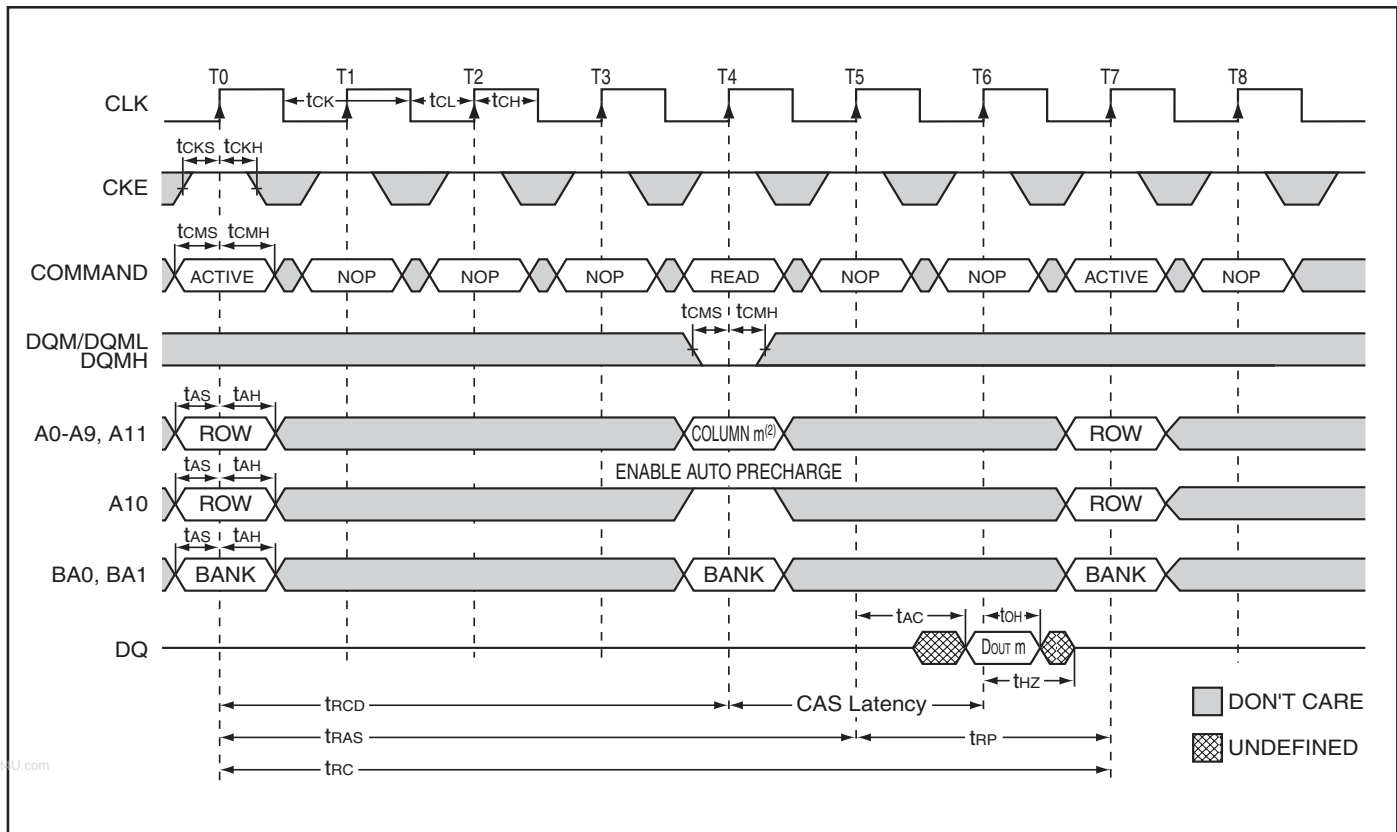 T0 T1 T2 T3 T4 T5 T6 T7 T8
CLK tCK tCL tCH
tCKS tCKH
CKE
tCMS tCMH
COMMAND ACTIVE NOP NOP NOP READ NOP NOP ACTIVE NOP
tCMS tCMH
DQM/DQML
DQMH
tAS tAH
A0-A9, A11 ROW COLUMN m(2) ROW
tAS tAH ENABLE AUTO PRECHARGE
A10 ROW ROW
tAS tAH
BA0, BA1 BANK BANK BANK
tAC tOH
DQ DOUT m
tHZ
tRCD CAS Latency
DON'T CARE
tRAS tRP
UNDEFINED
tRC